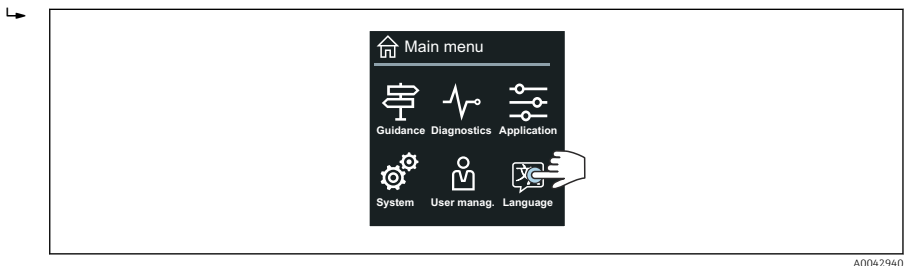 Main menu
Guidance Diagnostics Application
System User manag. Language
A0042940